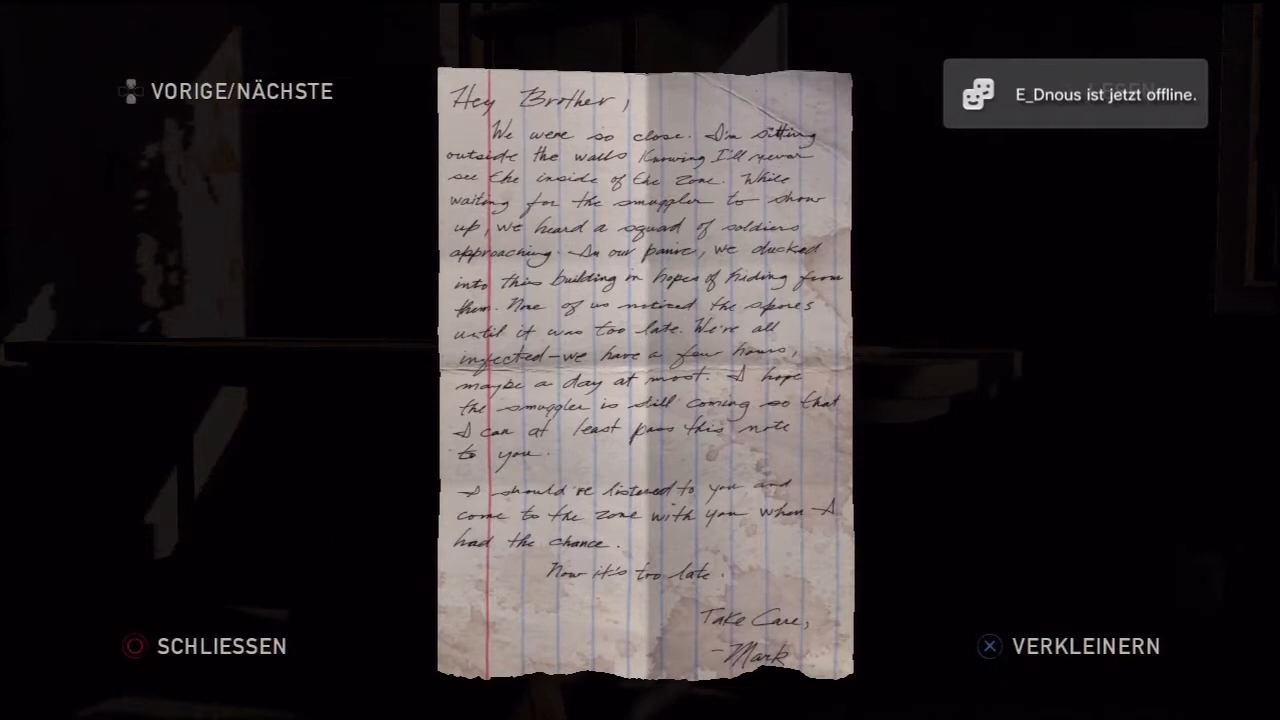 VORIGE/NÄCHSTE
E_Dnous ist jetzt offline.
Hey Brother,
We were so close. I'm sitting
outside the walls knowing I'll never
see the inside of the zone. While
waiting for the smuggler to show
up, we heard a squad of soldiers
approaching. In our panic, we ducked
into this building in hopes of hiding from
them. None of us noticed the spores
until it was too late. We're all
infected-we have a few hours,
maybe a day at most. I hope
the smuggler is still coming so that
I can at least pass this note
to you.
I should've listened to you and
come to the zone with you when I
had the chance.
Now it's too late.
Take Care,
-Mark
SCHLIESSEN
VERKLEINERN